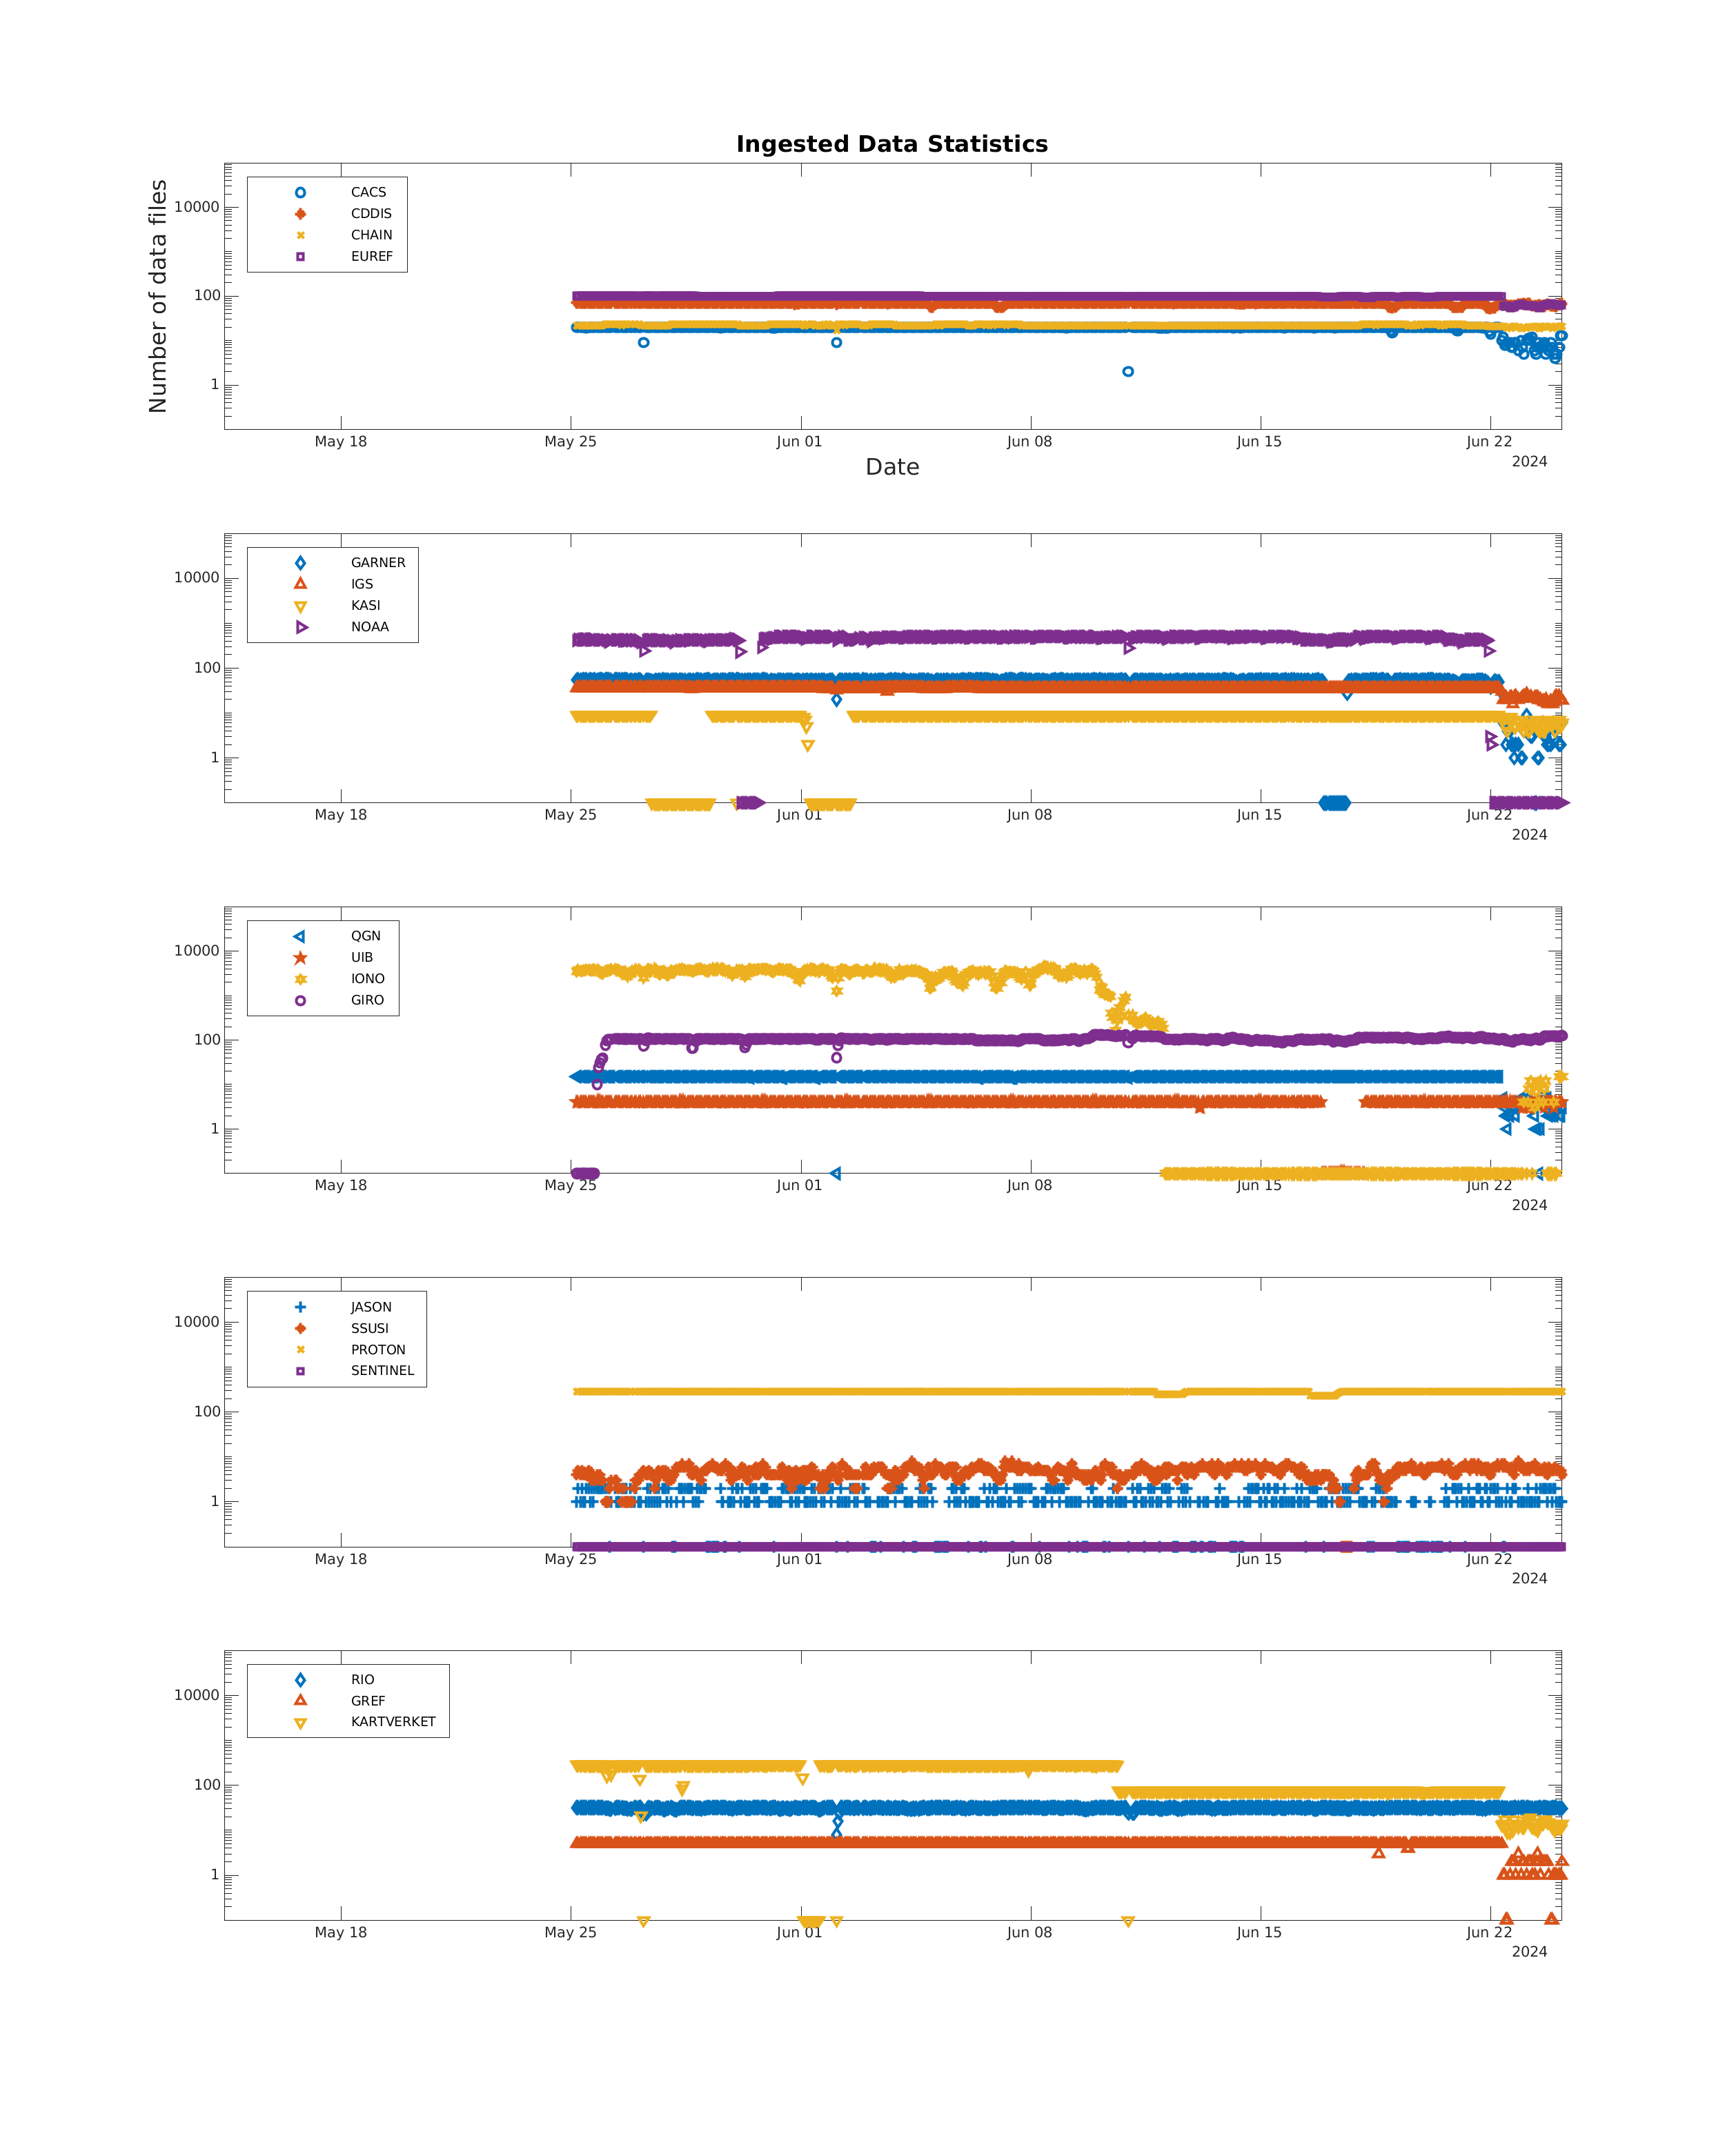 Ingested Data Statistics
Number of data files
10000
100
1
CACS
CDDIS
CHAIN
EUREF
May 18 May 25 Jun 01 Jun 08 Jun 15 Jun 22
2024
Date
10000
100
1
GARNER
IGS
KASI
NOAA
May 18 May 25 Jun 01 Jun 08 Jun 15 Jun 22
2024
10000
100
1
QGN
UIB
IONO
GIRO
May 18 May 25 Jun 01 Jun 08 Jun 15 Jun 22
2024
10000
100
1
JASON
SSUSI
PROTON
SENTINEL
May 18 May 25 Jun 01 Jun 08 Jun 15 Jun 22
2024
10000
100
1
RIO
GREF
KARTVERKET
May 18 May 25 Jun 01 Jun 08 Jun 15 Jun 22
2024